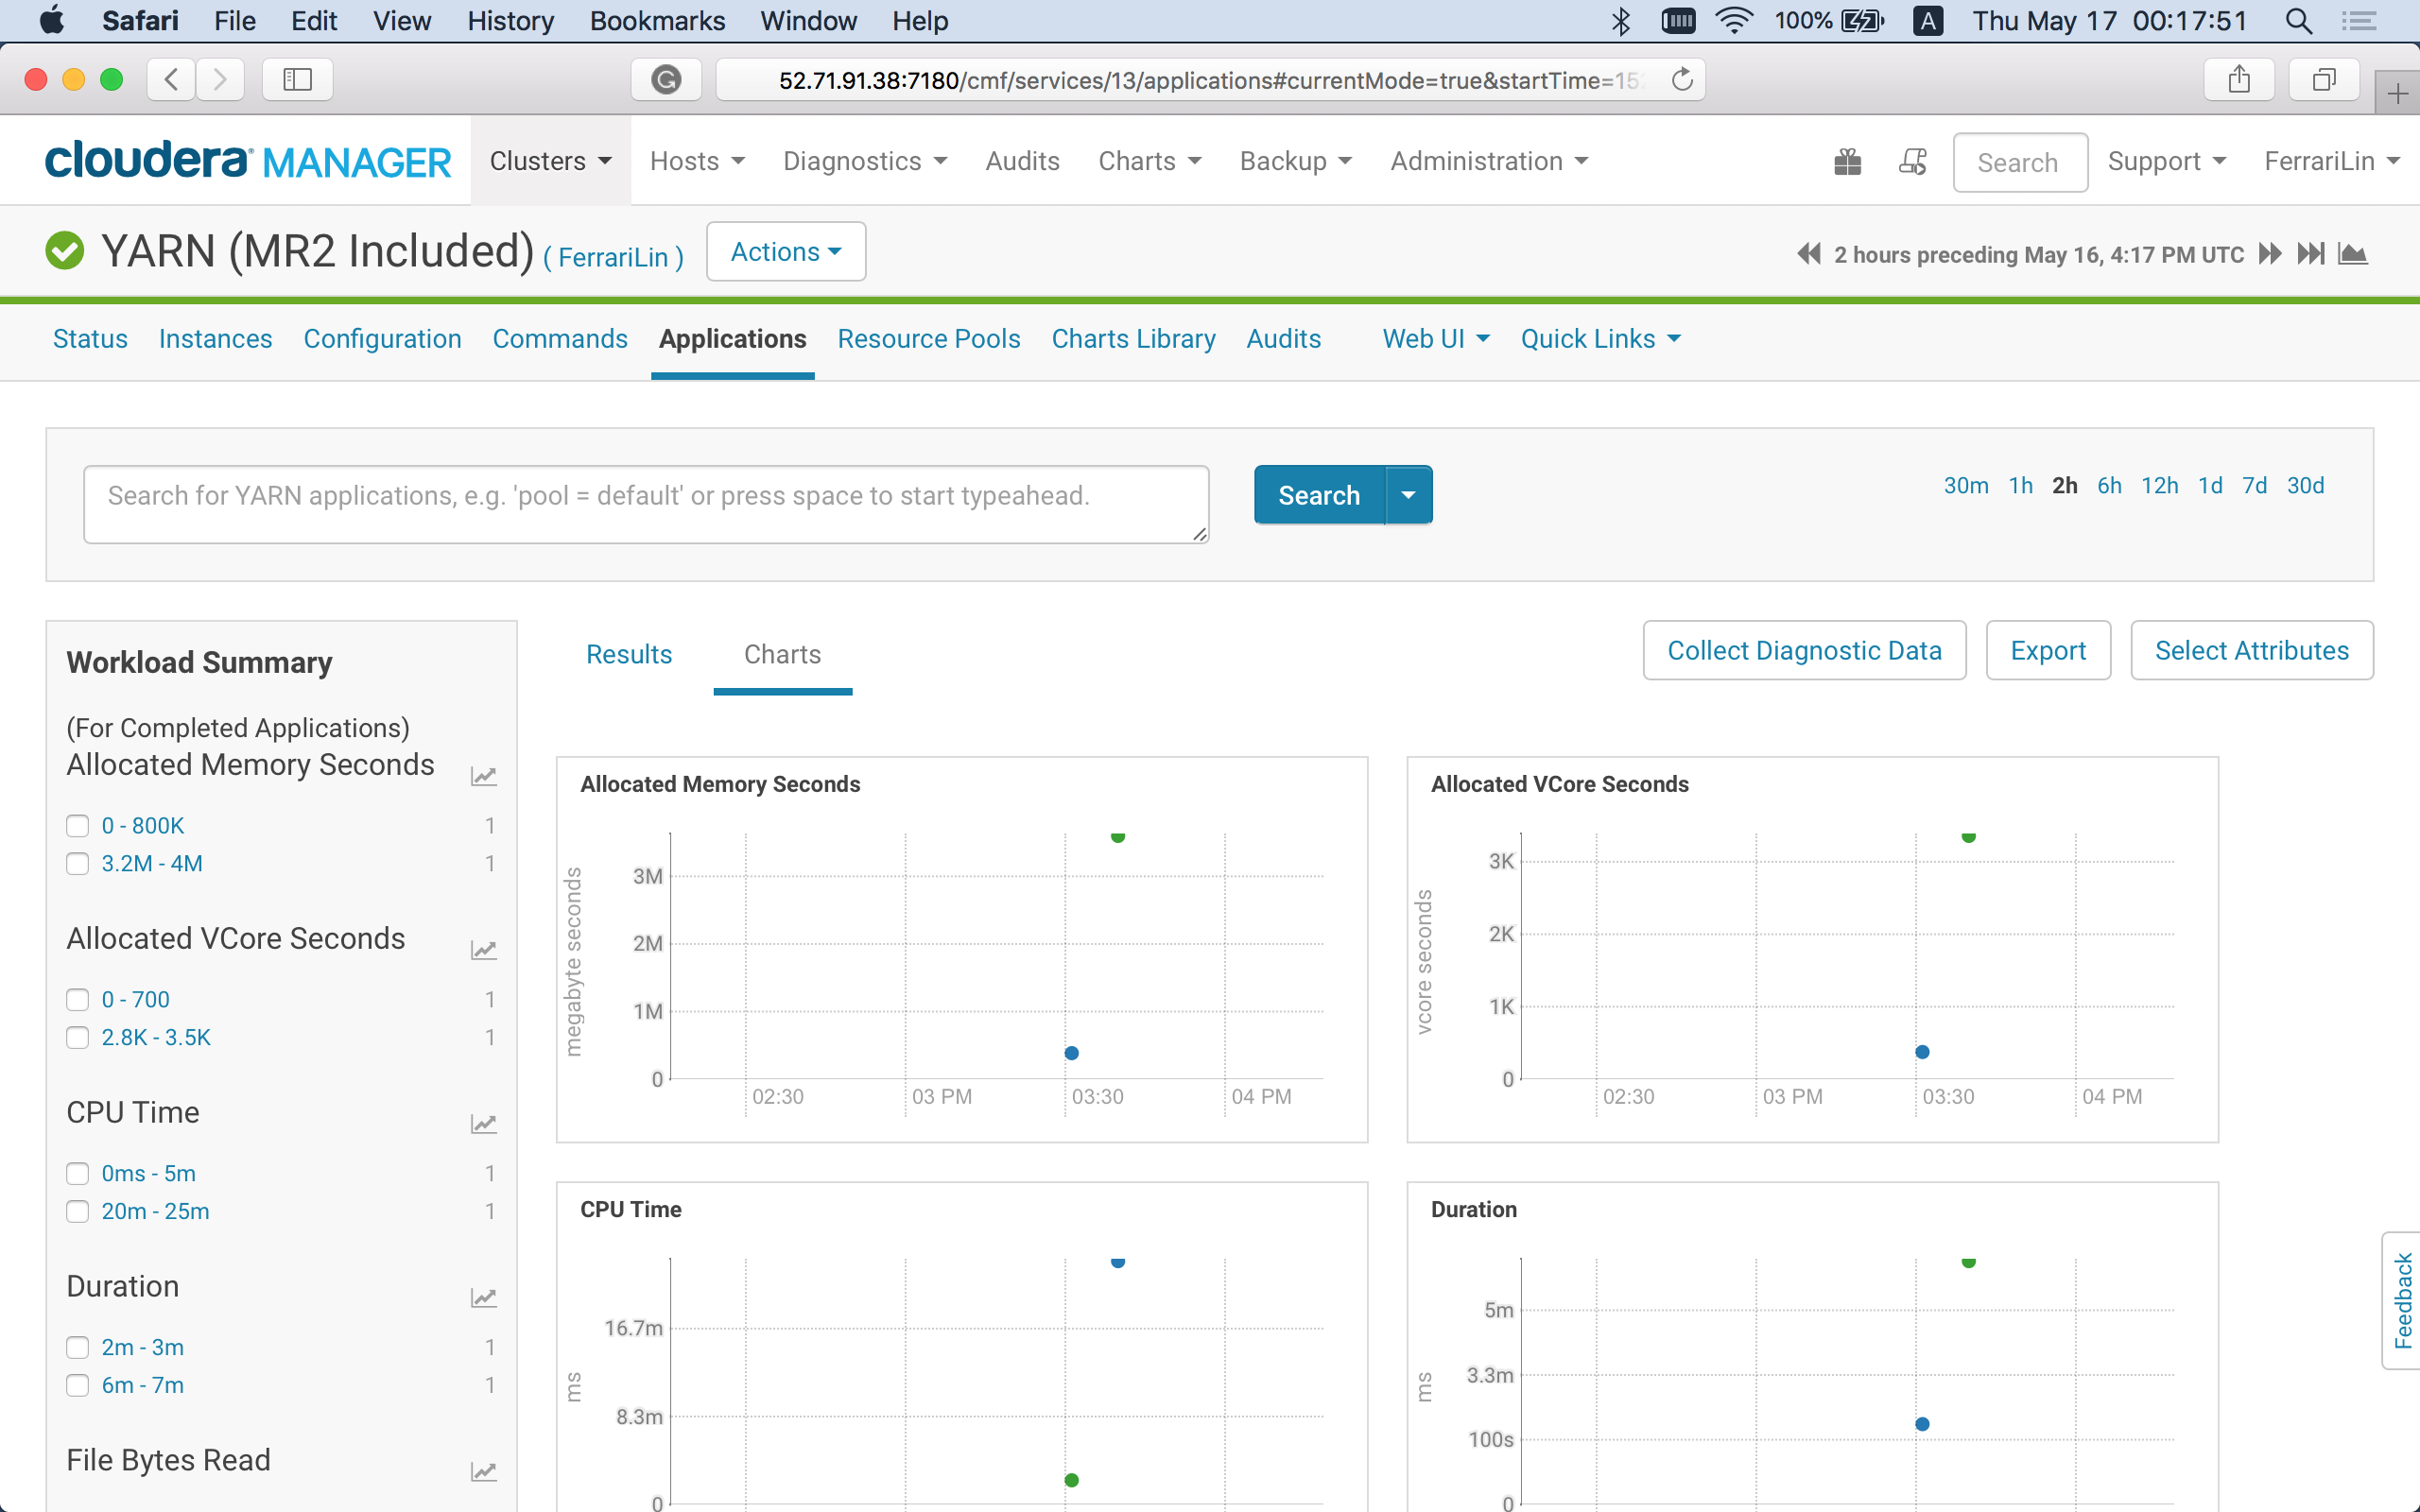 Safari File Edit View History Bookmarks Window Help 100% A Thu May 17 00:17:51
52.71.91.38:7180/cmf/services/13/applications#currentMode=true&startTime=15
cloudera MANAGER Clusters Hosts Diagnostics Audits Charts Backup Administration Search Support FerrariLin
YARN (MR2 Included) ( FerrariLin ) Actions 2 hours preceding May 16, 4:17 PM UTC
Status Instances Configuration Commands Applications Resource Pools Charts Library Audits Web UI Quick Links
Search for YARN applications, e.g. 'pool = default' or press space to start typeahead. Search 30m 1h 2h 6h 12h 1d 7d 30d
Workload Summary
(For Completed Applications)
Allocated Memory Seconds
0 - 800K 1
3.2M - 4M 1
Allocated VCore Seconds
0 - 700 1
2.8K - 3.5K 1
CPU Time
0ms - 5m 1
20m - 25m 1
Duration
2m - 3m 1
6m - 7m 1
File Bytes Read
Results Charts Collect Diagnostic Data Export Select Attributes
Allocated Memory Seconds
megabyte seconds
3M
2M
1M
0
02:30 03 PM 03:30 04 PM
Allocated VCore Seconds
vcore seconds
3K
2K
1K
0
02:30 03 PM 03:30 04 PM
CPU Time
ms
16.7m
8.3m
0
Duration
ms
5m
3.3m
100s
0
Feedback